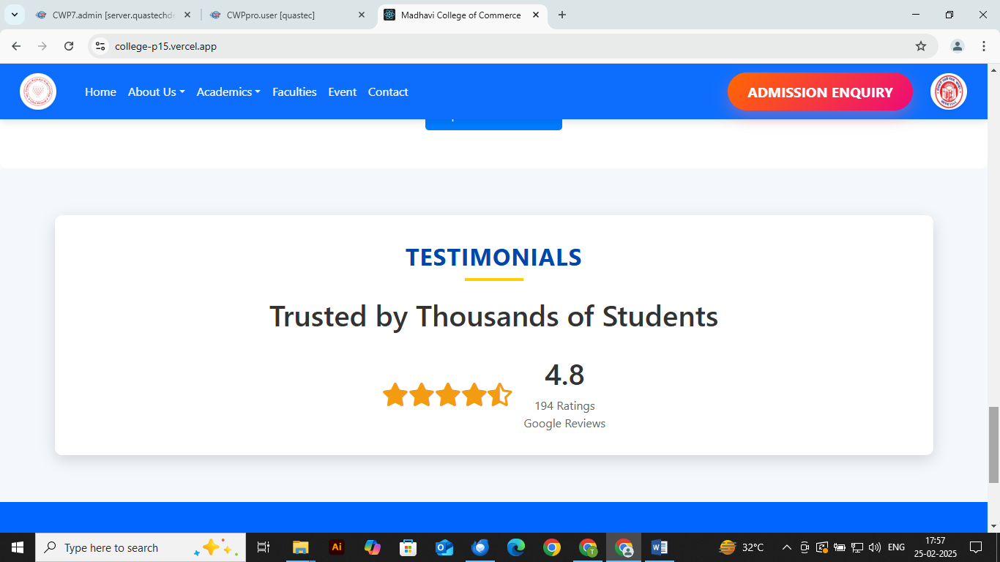 CWP7.admin [server.quastechde
CWPpro.user [quastec]
Madhavi College of Commerce
college-p15.vercel.app
Home About Us Academics Faculties Event Contact ADMISSION ENQUIRY
TESTIMONIALS
Trusted by Thousands of Students
4.8
194 Ratings
Google Reviews
Type here to search
Ai
T
W
32°C
ENG
17:57
25-02-2025